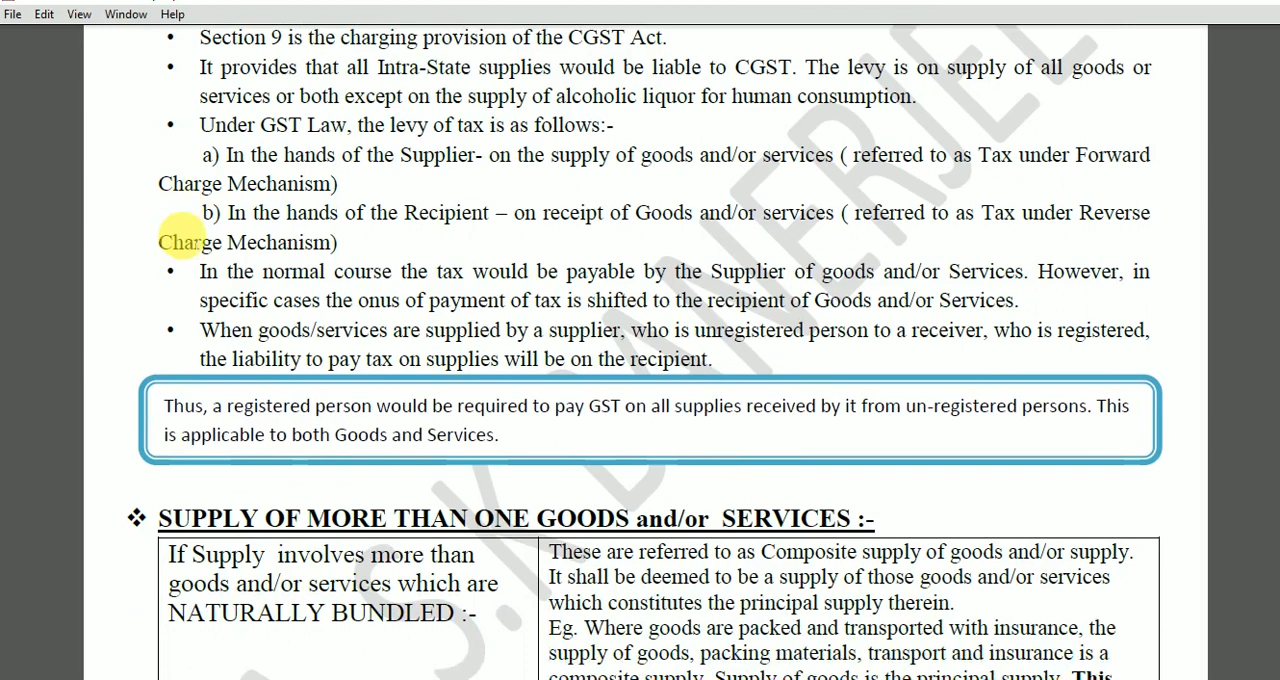 File Edit View Window Help
• Section 9 is the charging provision of the CGST Act.
• It provides that all Intra-State supplies would be liable to CGST. The levy is on supply of all goods or
services or both except on the supply of alcoholic liquor for human consumption.
• Under GST Law, the levy of tax is as follows:-
a) In the hands of the Supplier- on the supply of goods and/or services ( referred to as Tax under Forward
Charge Mechanism)
b) In the hands of the Recipient – on receipt of Goods and/or services ( referred to as Tax under Reverse
Charge Mechanism)
• In the normal course the tax would be payable by the Supplier of goods and/or Services. However, in
specific cases the onus of payment of tax is shifted to the recipient of Goods and/or Services.
• When goods/services are supplied by a supplier, who is unregistered person to a receiver, who is registered,
the liability to pay tax on supplies will be on the recipient.
Thus, a registered person would be required to pay GST on all supplies received by it from un-registered persons. This
is applicable to both Goods and Services.
❖ SUPPLY OF MORE THAN ONE GOODS and/or SERVICES :-
If Supply involves more than
goods and/or services which are
NATURALLY BUNDLED :-
These are referred to as Composite supply of goods and/or supply.
It shall be deemed to be a supply of those goods and/or services
which constitutes the principal supply therein.
Eg. Where goods are packed and transported with insurance, the
supply of goods, packing materials, transport and insurance is a
composite supply. Supply of goods is the principal supply. This
S.K BANERJEE